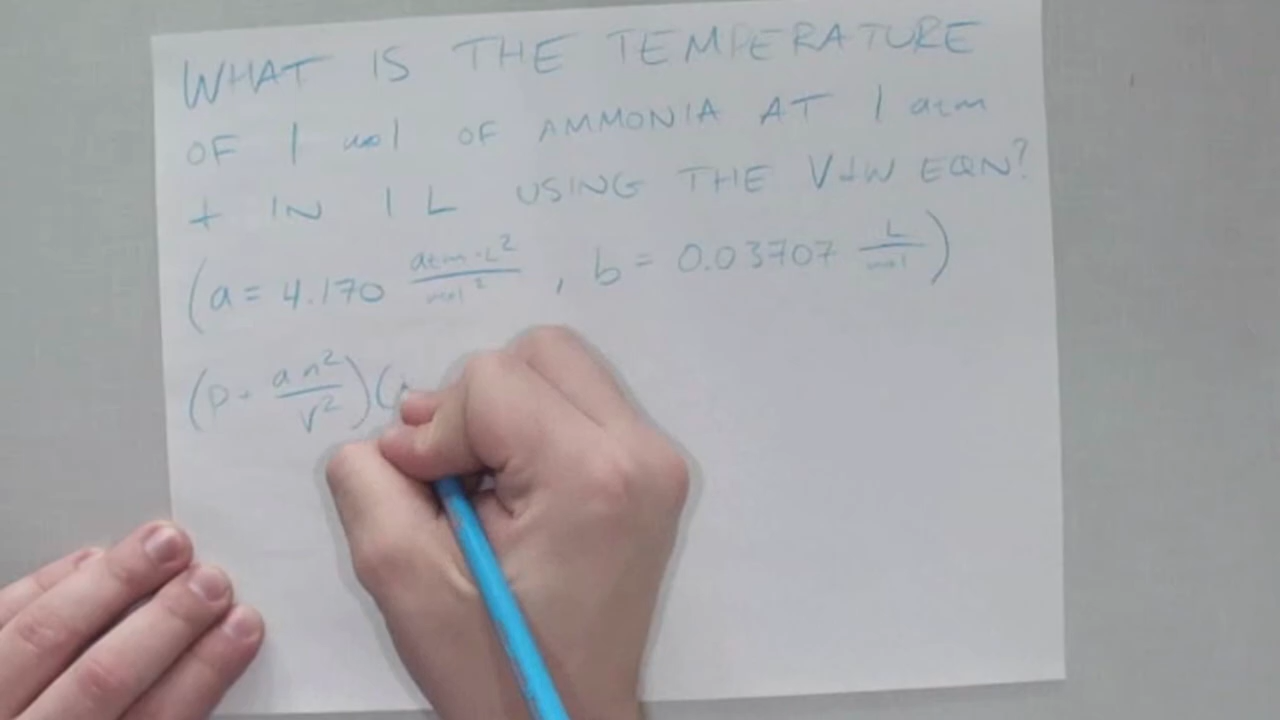 WHAT IS THE TEMPERATURE
OF 1 mol OF AMMONIA AT 1 atm
+ IN 1 L USING THE VdW EQN?
(a = 4.170 atm·L²/mol², b = 0.03707 L/mol)
(P + an²/V²)(